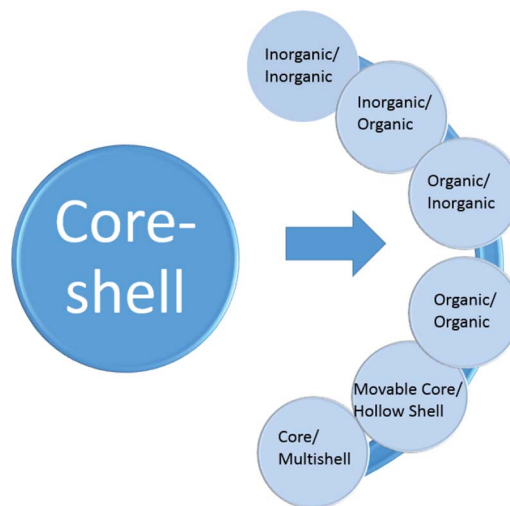 Core-
shell
Inorganic/
Inorganic
Inorganic/
Organic
Organic/
Inorganic
Organic/
Organic
Movable Core/
Hollow Shell
Core/
Multishell